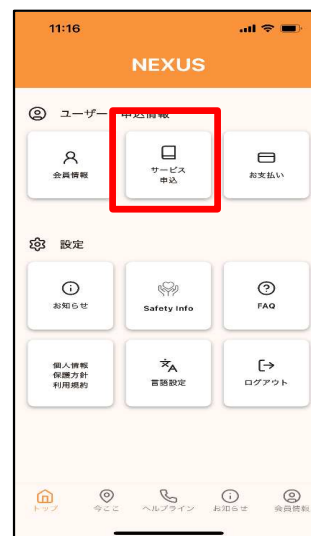 11:16
NEXUS
ユーザー 申込情報
会員情報
サービス
申込
お支払い
設定
お知らせ
Safety Info
FAQ
個人情報
保護方針
利用規約
言語設定
ログアウト
トップ
今ここ
ヘルプライン
お知らせ
会員情報